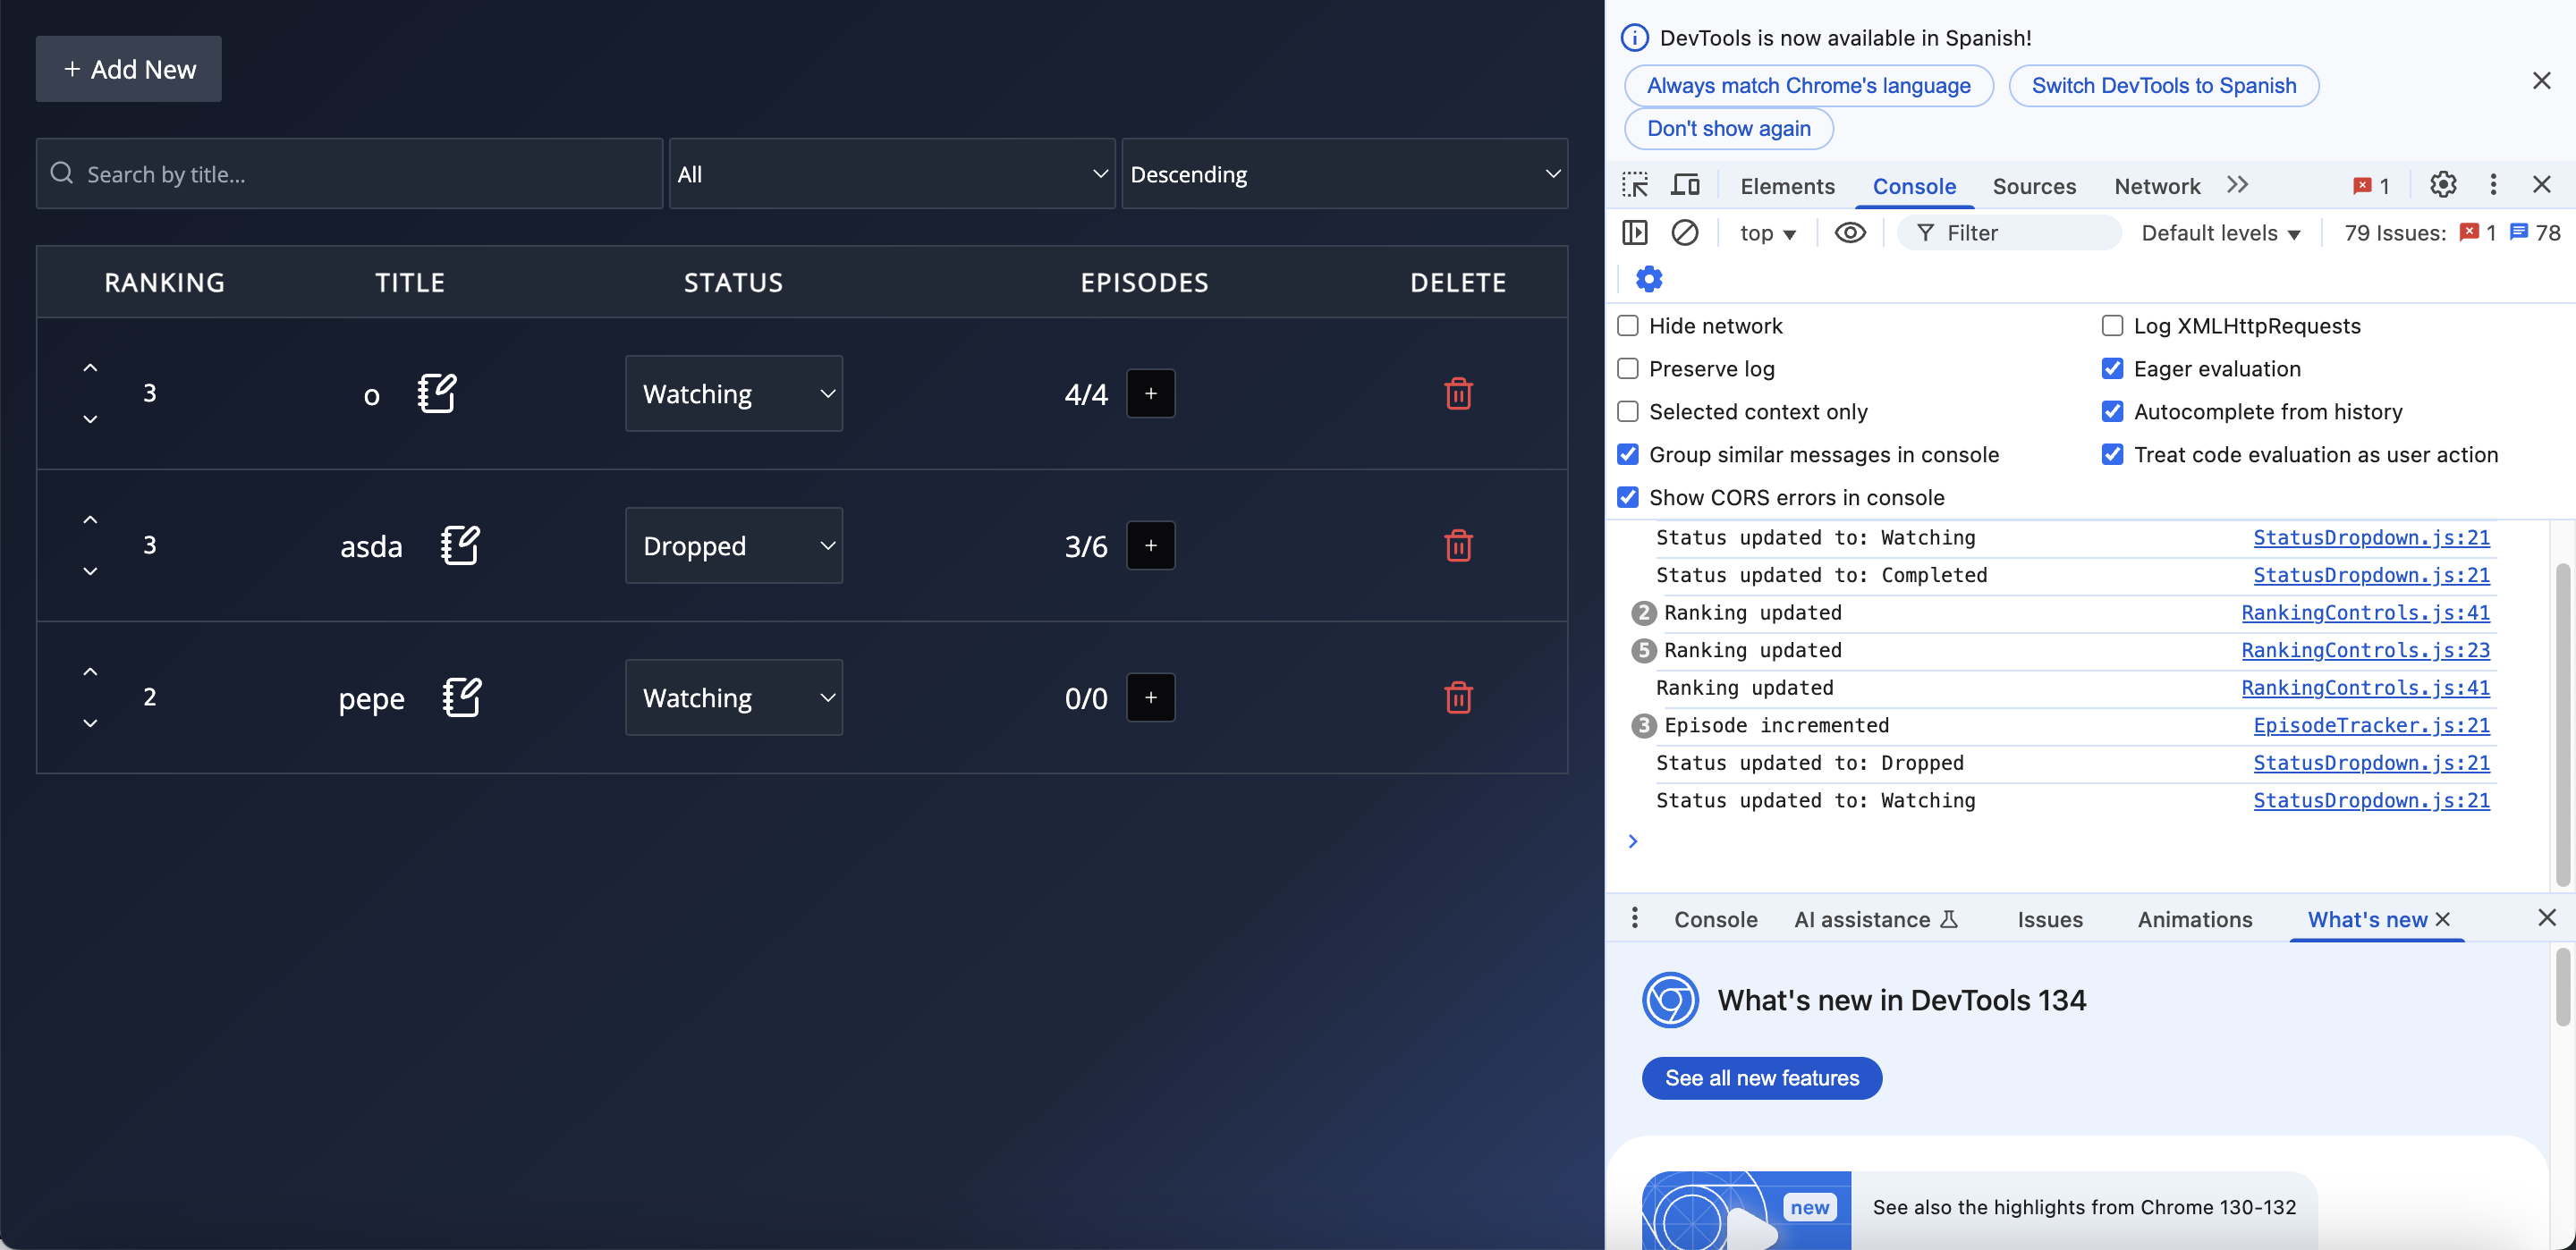 + Add New
Search by title...
All
Descending
RANKING TITLE STATUS EPISODES DELETE
3 o Watching 4/4 +
3 asda Dropped 3/6 +
2 pepe Watching 0/0 +
DevTools is now available in Spanish!
Always match Chrome's language
Switch DevTools to Spanish
Don't show again
Elements Console Sources Network 1
top Filter Default levels 79 Issues: 1 78
Hide network
Log XMLHttpRequests
Preserve log
Eager evaluation
Selected context only
Autocomplete from history
Group similar messages in console
Treat code evaluation as user action
Show CORS errors in console
Status updated to: Watching StatusDropdown.js:21
Status updated to: Completed StatusDropdown.js:21
2 Ranking updated RankingControls.js:41
5 Ranking updated RankingControls.js:23
Ranking updated RankingControls.js:41
3 Episode incremented EpisodeTracker.js:21
Status updated to: Dropped StatusDropdown.js:21
Status updated to: Watching StatusDropdown.js:21
Console AI assistance Issues Animations What's new
What's new in DevTools 134
See all new features
new
See also the highlights from Chrome 130-132